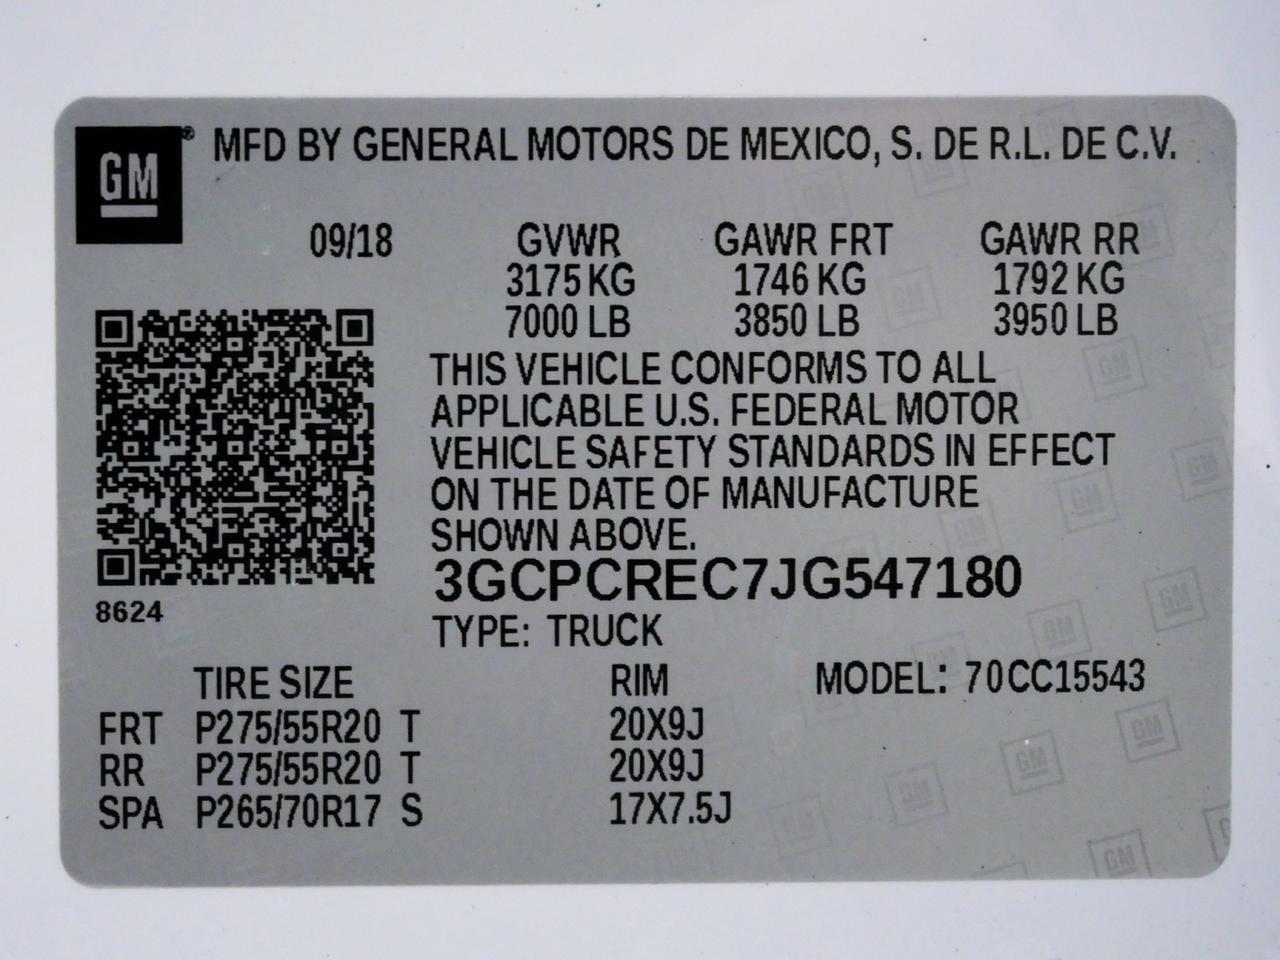 GM® MFD BY GENERAL MOTORS DE MEXICO, S. DE R.L. DE C.V.
09/18 GVWR GAWR FRT GAWR RR
3175 KG 1746 KG 1792 KG
7000 LB 3850 LB 3950 LB
THIS VEHICLE CONFORMS TO ALL
APPLICABLE U.S. FEDERAL MOTOR
VEHICLE SAFETY STANDARDS IN EFFECT
ON THE DATE OF MANUFACTURE
SHOWN ABOVE.
3GCPCREC7JG547180
8624
TYPE: TRUCK
TIRE SIZE RIM MODEL: 70CC15543
FRT P275/55R20 T 20X9J
RR P275/55R20 T 20X9J
SPA P265/70R17 S 17X7.5J